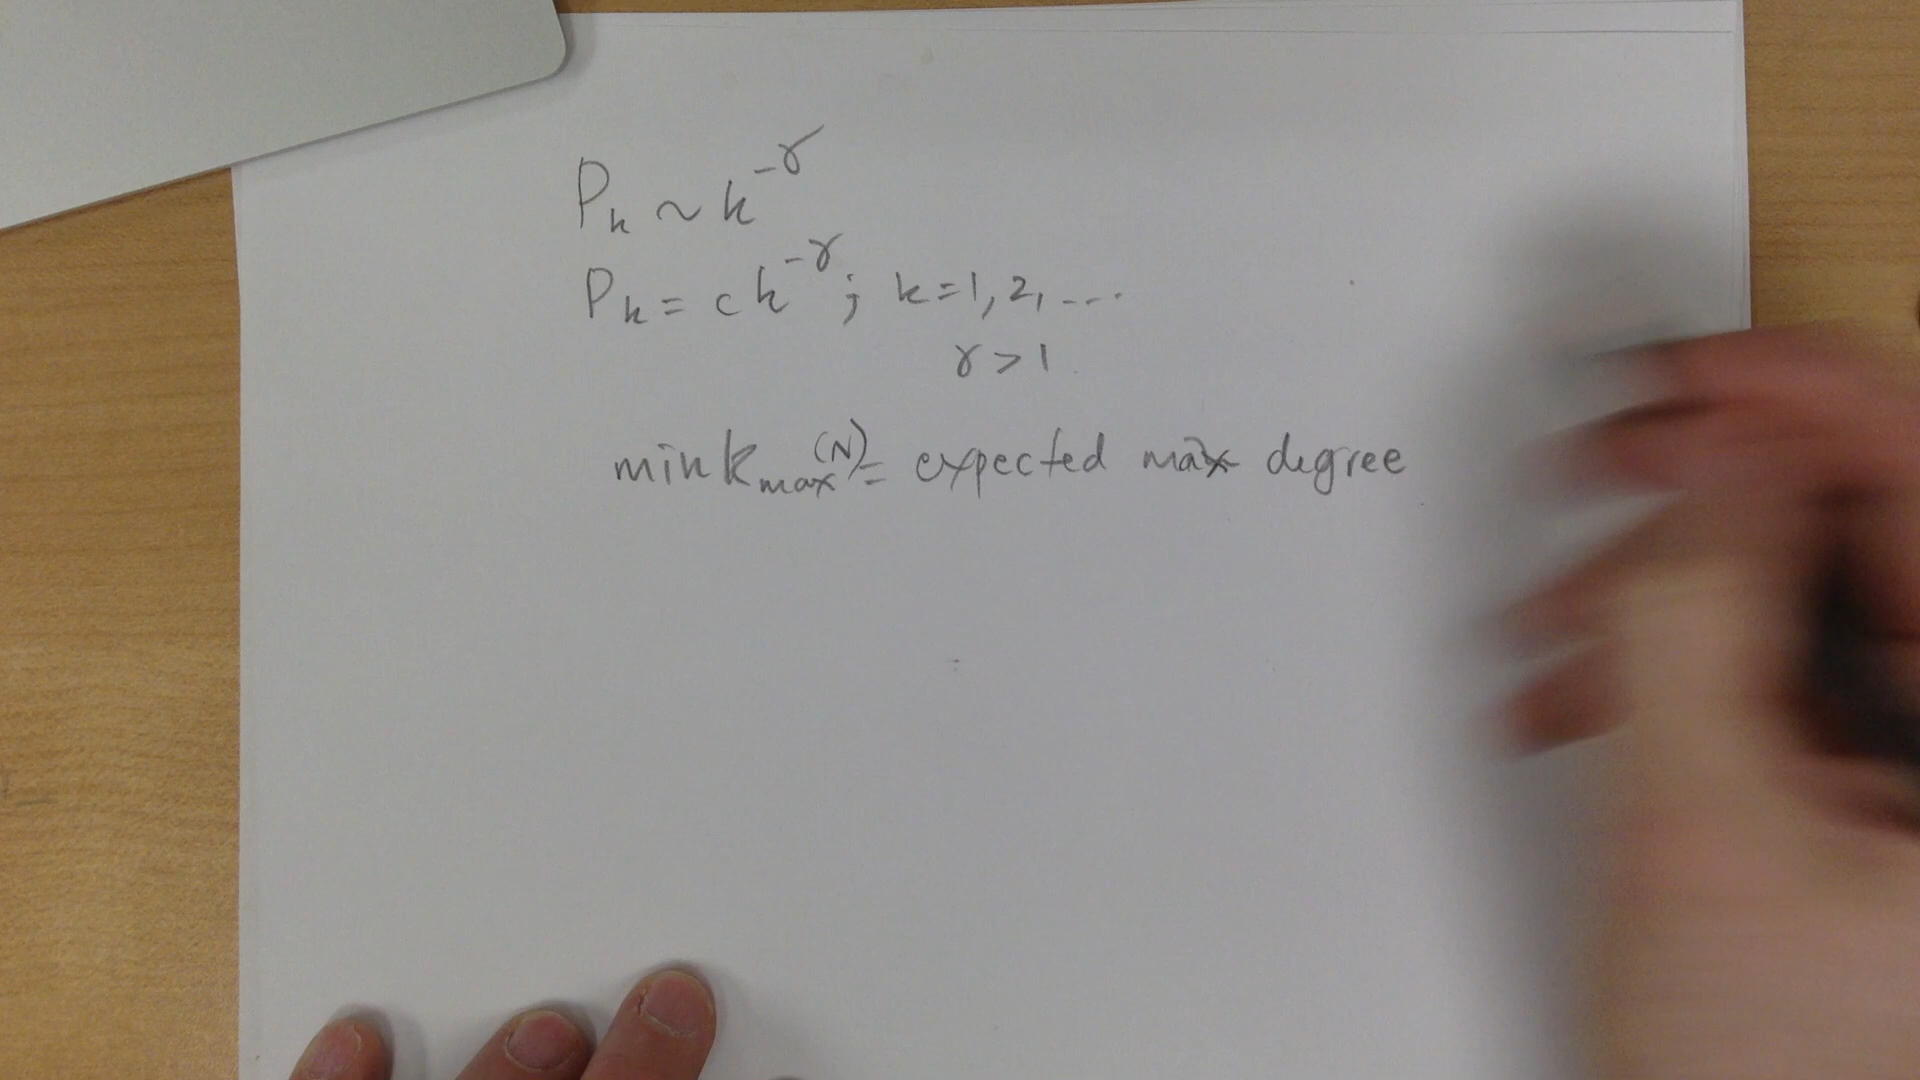 P_k ~ k^{-γ}
P_k = c k^{-γ}; k=1,2,...
γ > 1
min k_max^{(N)} = expected max degree